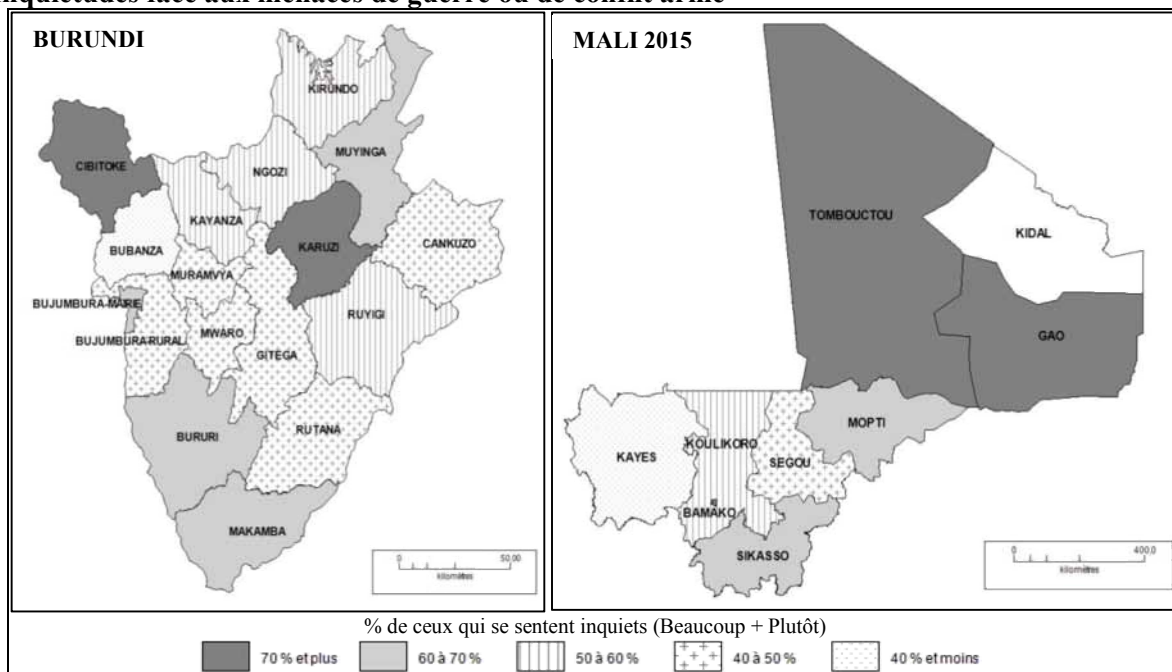 inquiétudes face aux menaces de guerre ou de conflit armé
BURUNDI
KIRUNDO
CIBITOKE
MUYINGA
NGOZI
KAYANZA
BUBANZA
KARUZI
CANKUZO
MURAMVYA
BUJUMBURA-MAIRIE
RUYIGI
MWARO
BUJUMBURA-RURAL
GITEGA
RUTANA
BURURI
MAKAMBA
0 50,00
kilomètres
MALI 2015
TOMBOUCTOU
KIDAL
GAO
MOPTI
KOULIKORO
KAYES
SEGOU
BAMAKO
SIKASSO
0 400,0
kilomètres
% de ceux qui se sentent inquiets (Beaucoup + Plutôt)
70 % et plus 60 à 70 % 50 à 60 % 40 à 50 % 40 % et moins